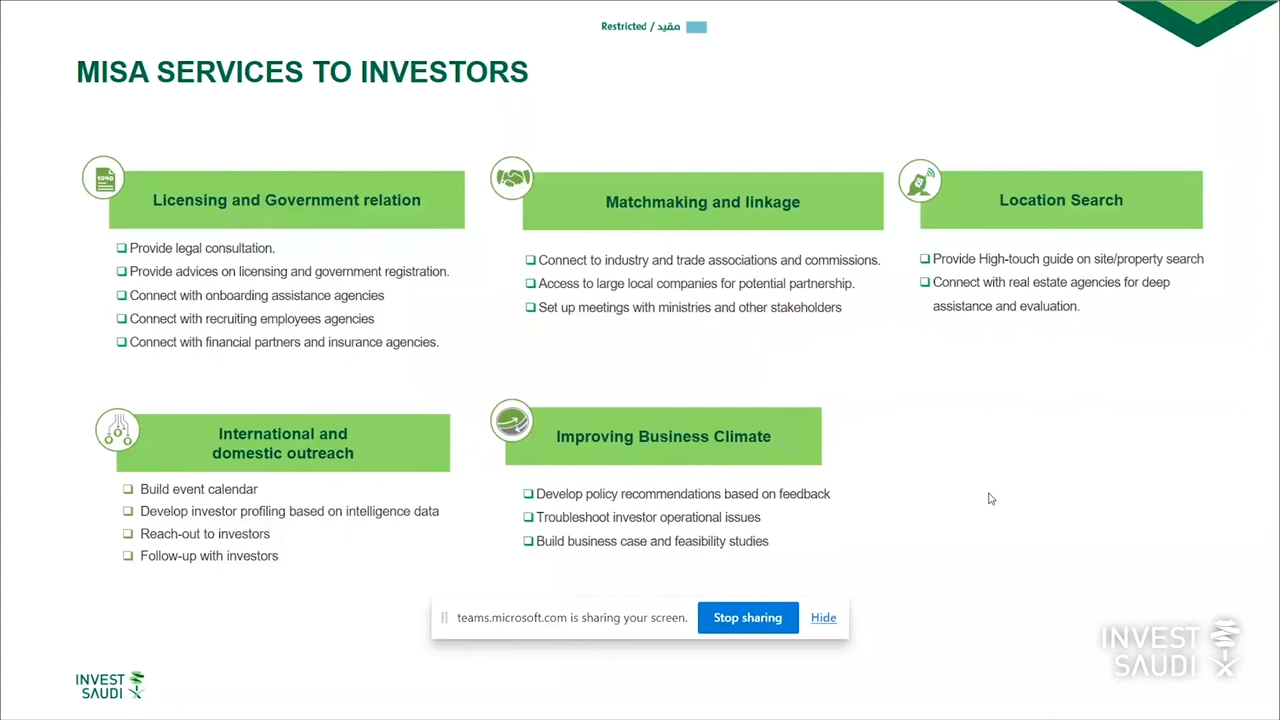 Restricted / مقيد
MISA SERVICES TO INVESTORS
1040
Licensing and Government relation
Provide legal consultation.
Provide advices on licensing and government registration.
Connect with onboarding assistance agencies
Connect with recruiting employees agencies
Connect with financial partners and insurance agencies.
Matchmaking and linkage
Connect to industry and trade associations and commissions.
Access to large local companies for potential partnership.
Set up meetings with ministries and other stakeholders
Location Search
Provide High-touch guide on site/property search
Connect with real estate agencies for deep
assistance and evaluation.
International and
domestic outreach
Build event calendar
Develop investor profiling based on intelligence data
Reach-out to investors
Follow-up with investors
Improving Business Climate
Develop policy recommendations based on feedback
Troubleshoot investor operational issues
Build business case and feasibility studies
teams.microsoft.com is sharing your screen.
Stop sharing
Hide
INVEST
SAUDI
INVEST
SAUDI